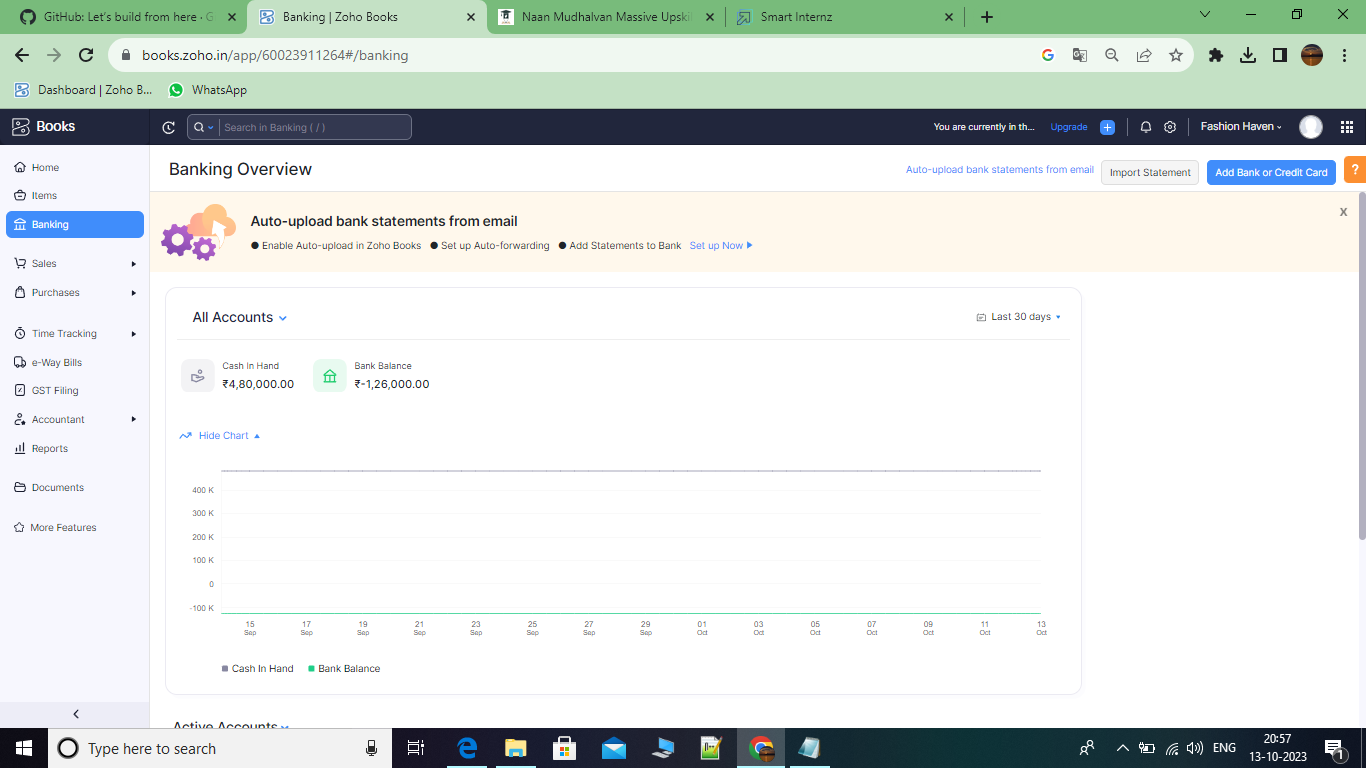 GitHub: Let's build from here · G
Banking | Zoho Books
Naan Mudhalvan Massive Upski
Smart Internz
books.zoho.in/app/60023911264#/banking
Dashboard | Zoho B...
WhatsApp
Books
Search in Banking ( / )
You are currently in th...
Upgrade
Fashion Haven
Home
Items
Banking
Sales
Purchases
Time Tracking
e-Way Bills
GST Filing
Accountant
Reports
Documents
More Features
Banking Overview
Auto-upload bank statements from email
Import Statement
Add Bank or Credit Card
?
Auto-upload bank statements from email
X
● Enable Auto-upload in Zoho Books ● Set up Auto-forwarding ● Add Statements to Bank Set up Now
All Accounts
Last 30 days
Cash In Hand
₹4,80,000.00
Bank Balance
₹-1,26,000.00
Hide Chart
400 K
300 K
200 K
100 K
0
-100 K
15 Sep
17 Sep
19 Sep
21 Sep
23 Sep
25 Sep
27 Sep
29 Sep
01 Oct
03 Oct
05 Oct
07 Oct
09 Oct
11 Oct
13 Oct
Cash In Hand
Bank Balance
Active Accounts
Type here to search
ENG
20:57
13-10-2023
1